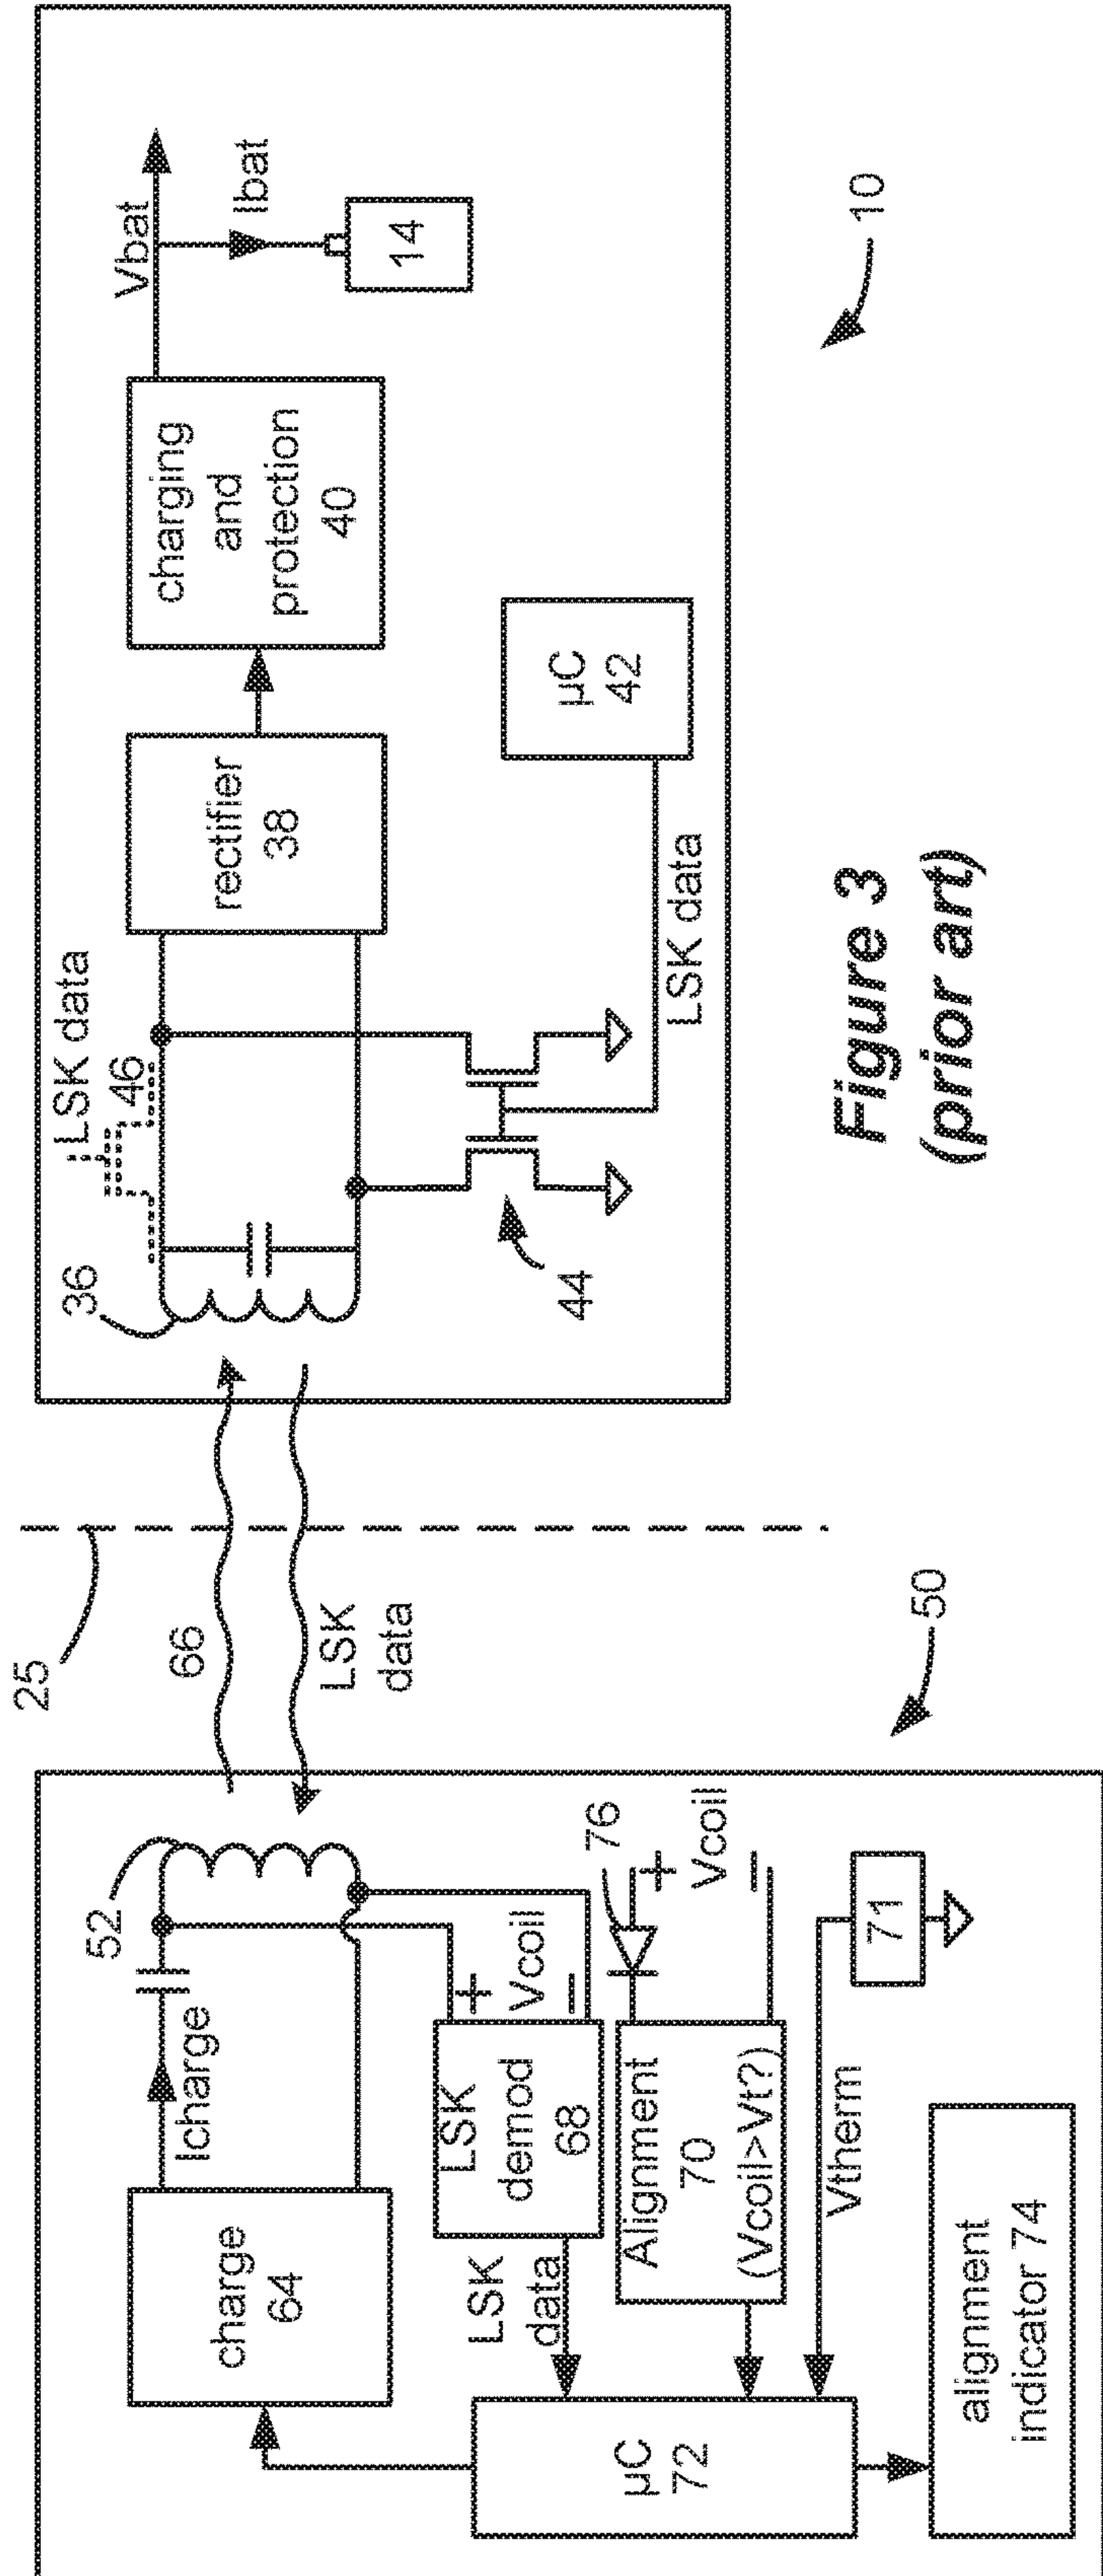 25
66
LSK
data
52
Icharge
charge
64
+
Vcoil
−
LSK
demod
68
LSK
data
76
+
Vcoil
−
Alignment
70
(Vcoil>Vt?)
Vtherm
71
µC
72
alignment
indicator 74
50
36
LSK data
46
44
rectifier
38
charging
and
protection
40
Vbat
Ibat
14
µC
42
LSK data
10
Figure 3
(prior art)